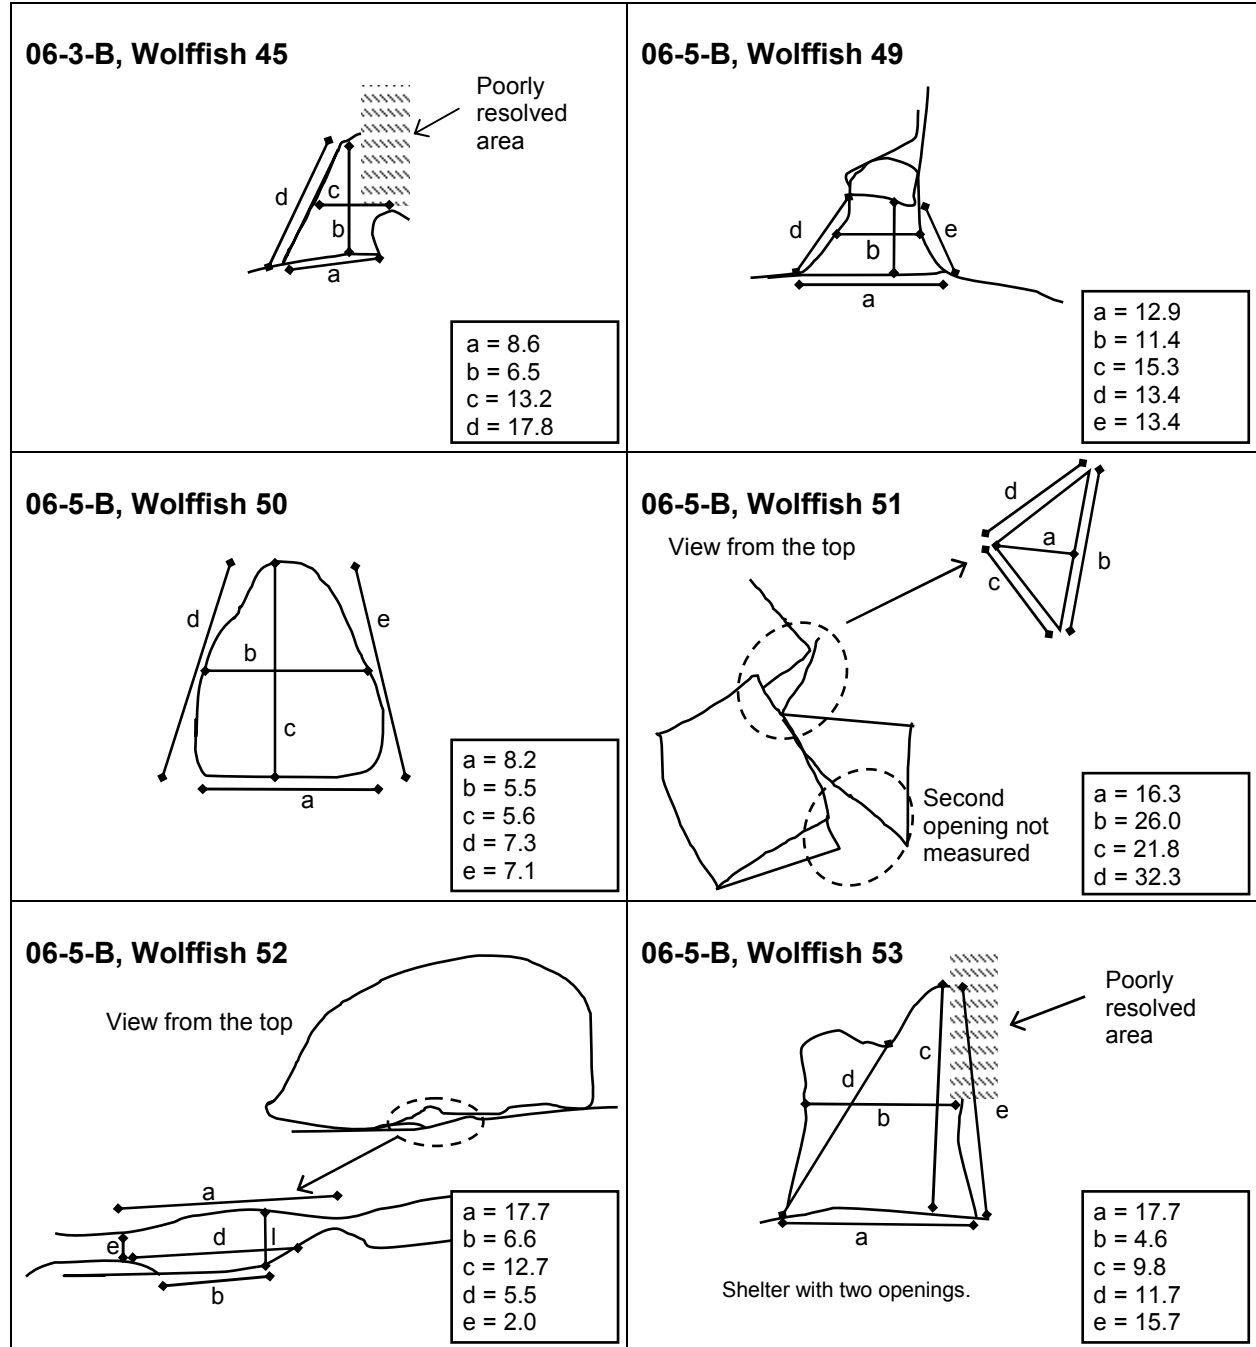 06-3-B, Wolffish 45
Poorly
resolved
area
d
c
b
a
a = 8.6
b = 6.5
c = 13.2
d = 17.8
06-5-B, Wolffish 49
d
b
e
a
a = 12.9
b = 11.4
c = 15.3
d = 13.4
e = 13.4
06-5-B, Wolffish 50
d
e
b
c
a
a = 8.2
b = 5.5
c = 5.6
d = 7.3
e = 7.1
06-5-B, Wolffish 51
View from the top
d
a
b
c
Second
opening not
measured
a = 16.3
b = 26.0
c = 21.8
d = 32.3
06-5-B, Wolffish 52
View from the top
a
d
l
e
b
a = 17.7
b = 6.6
c = 12.7
d = 5.5
e = 2.0
06-5-B, Wolffish 53
Poorly
resolved
area
c
d
b
e
a
Shelter with two openings.
a = 17.7
b = 4.6
c = 9.8
d = 11.7
e = 15.7